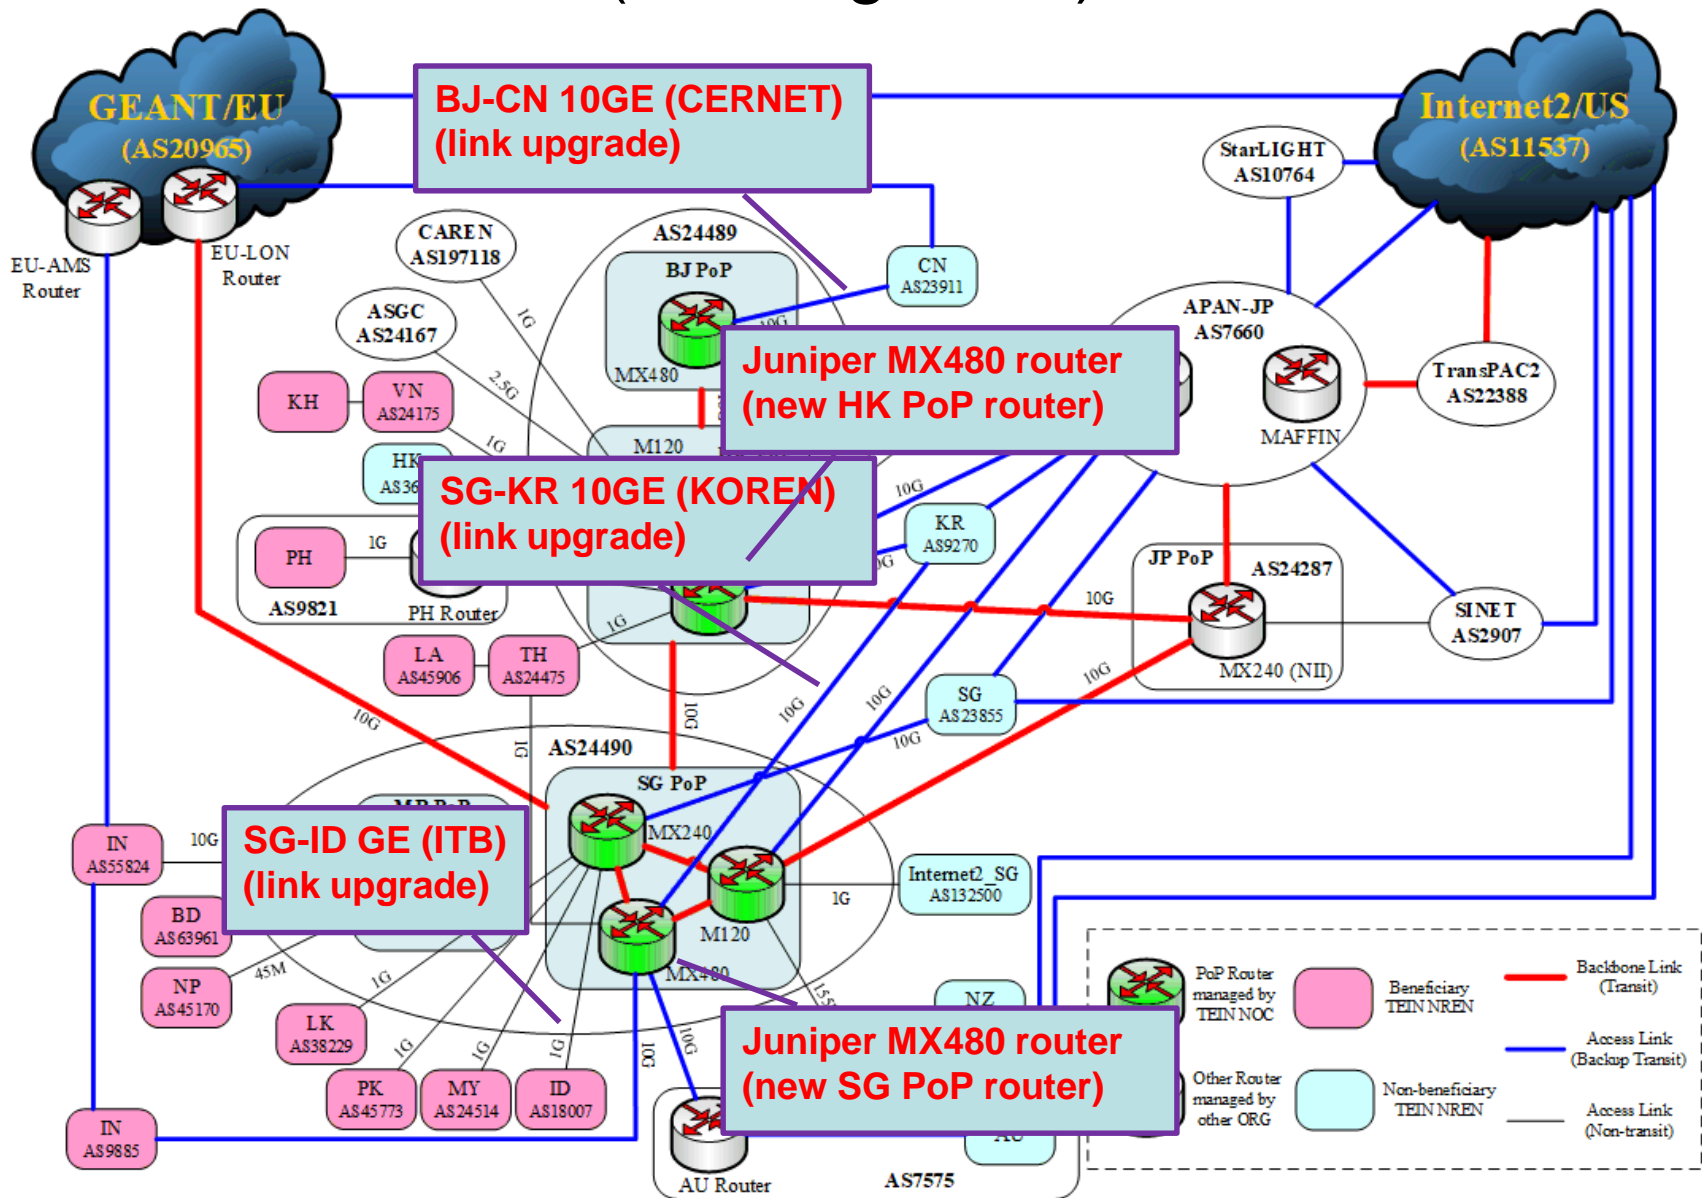 BJ-CN 10GE (CERNET)
(link upgrade)
GEANT/EU
(AS20965)
Internet2/US
(AS11537)
StarLIGHT
AS10764
EU-AMS
Router
EU-LON
Router
CAREN
AS197118
AS24489
BJ PoP
MX480
CN
AS23911
ASGC
AS24167
1G
2.5G
10G
APAN-JP
AS7660
MAFFIN
TransPAC2
AS22388
Juniper MX480 router
(new HK PoP router)
KH
VN
AS24175
1G
HK
M120
SG-KR 10GE (KOREN)
(link upgrade)
10G
KR
AS9270
PH
1G
AS9821
PH Router
JP PoP
AS24287
10G
MX240 (NII)
SINET
AS2907
LA
AS45906
TH
AS24475
1G
10G
10G
1G
10G
10G
10G
10G
10G
SG
AS23855
AS24490
SG PoP
MX240
M120
MX480
SG-ID GE (ITB)
(link upgrade)
IN
AS55824
10G
BD
AS63961
NP
AS45170
45M
LK
AS38229
1G
PK
AS45773
1G
MY
AS24514
1G
ID
AS18007
1G
IN
AS9885
10G
10G
Internet2_SG
AS132500
1G
NZ
Juniper MX480 router
(new SG PoP router)
AU
AU Router
AS7575
PoP Router
managed by
TEIN NOC
Beneficiary
TEIN NREN
Backbone Link
(Transit)
Access Link
(Backup Transit)
Other Router
managed by
other ORG
Non-beneficiary
TEIN NREN
Access Link
(Non-transit)